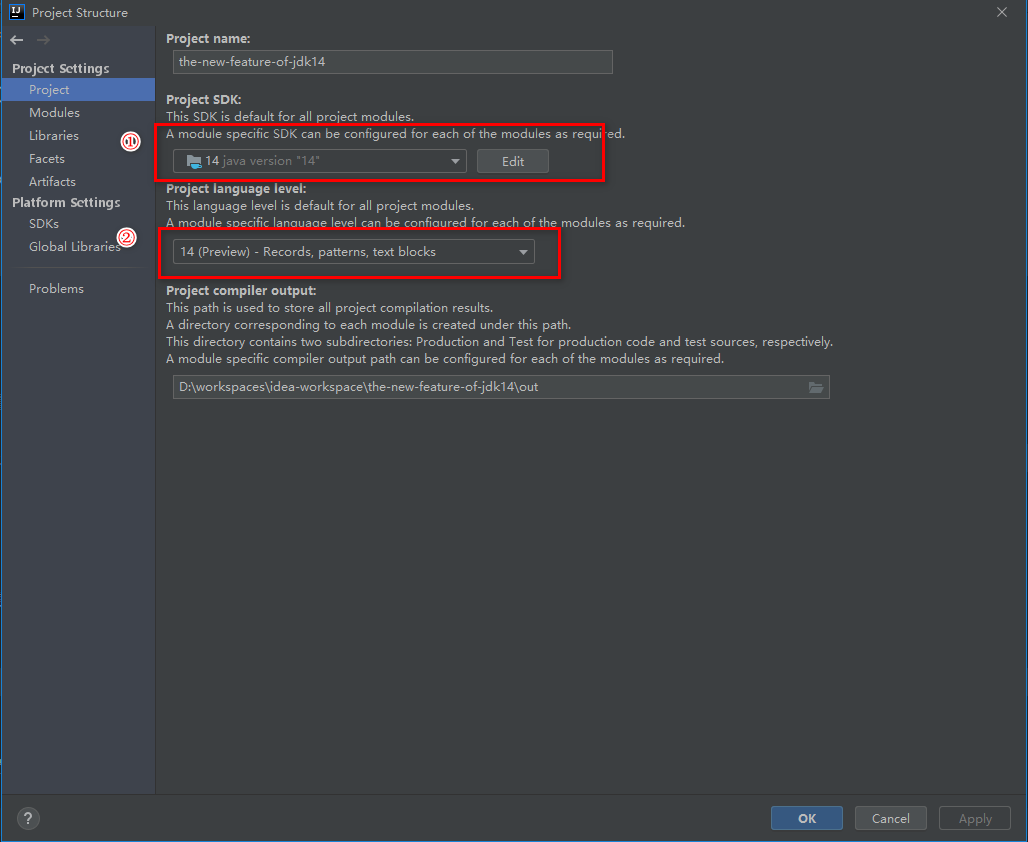 Project Structure
Project Settings
Project
Modules
Libraries
Facets
Artifacts
Platform Settings
SDKs
Global Libraries
Problems
Project name:
the-new-feature-of-jdk14
Project SDK:
This SDK is default for all project modules.
A module specific SDK can be configured for each of the modules as required.
①
14 java version "14"
Edit
Project language level:
This language level is default for all project modules.
A module specific language level can be configured for each of the modules as required.
②
14 (Preview) - Records, patterns, text blocks
Project compiler output:
This path is used to store all project compilation results.
A directory corresponding to each module is created under this path.
This directory contains two subdirectories: Production and Test for production code and test sources, respectively.
A module specific compiler output path can be configured for each of the modules as required.
D:\workspaces\idea-workspace\the-new-feature-of-jdk14\out
?
OK
Cancel
Apply